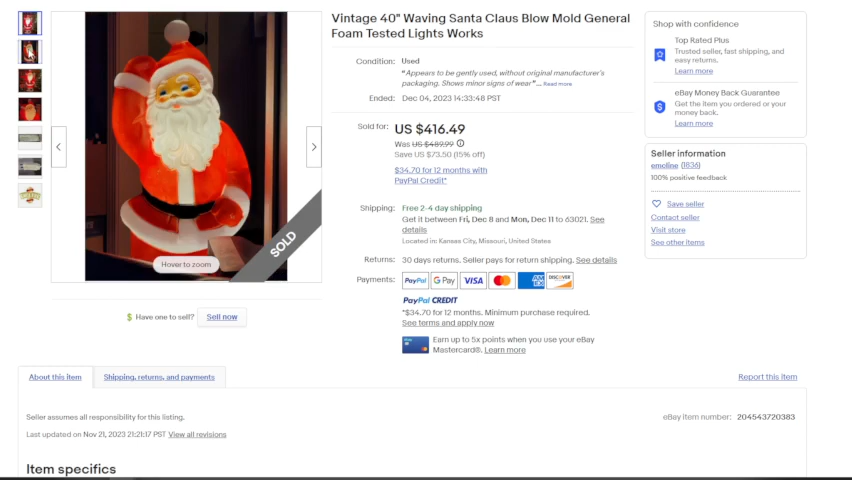 Vintage 40" Waving Santa Claus Blow Mold General
Foam Tested Lights Works
Condition: Used
"Appears to be gently used, without original manufacturer's
packaging. Shows minor signs of wear"... Read more
Ended: Dec 04, 2023 14:33:48 PST
Sold for: US $416.49
Was US $489.99
Save US $73.50 (15% off)
$34.70 for 12 months with
PayPal Credit*
Shipping: Free 2-4 day shipping
Get it between Fri, Dec 8 and Mon, Dec 11 to 63021. See
details
Located in: Kansas City, Missouri, United States
Returns: 30 days returns. Seller pays for return shipping. See details
Payments: PayPal G Pay VISA mastercard AM EX DISCOVER
PayPal CREDIT
*$34.70 for 12 months. Minimum purchase required.
See terms and apply now
Earn up to 5x points when you use your eBay
Mastercard®. Learn more
Shop with confidence
Top Rated Plus
Trusted seller, fast shipping, and
easy returns.
Learn more
eBay Money Back Guarantee
Get the item you ordered or your
money back.
Learn more
Seller information
emcline (1836)
100% positive feedback
Save seller
Contact seller
Visit store
See other items
SOLD
Hover to zoom
$ Have one to sell? Sell now
About this item
Shipping, returns, and payments
Report this item
Seller assumes all responsibility for this listing.
eBay item number: 204543720383
Last updated on Nov 21, 2023 21:21:17 PST View all revisions
Item specifics